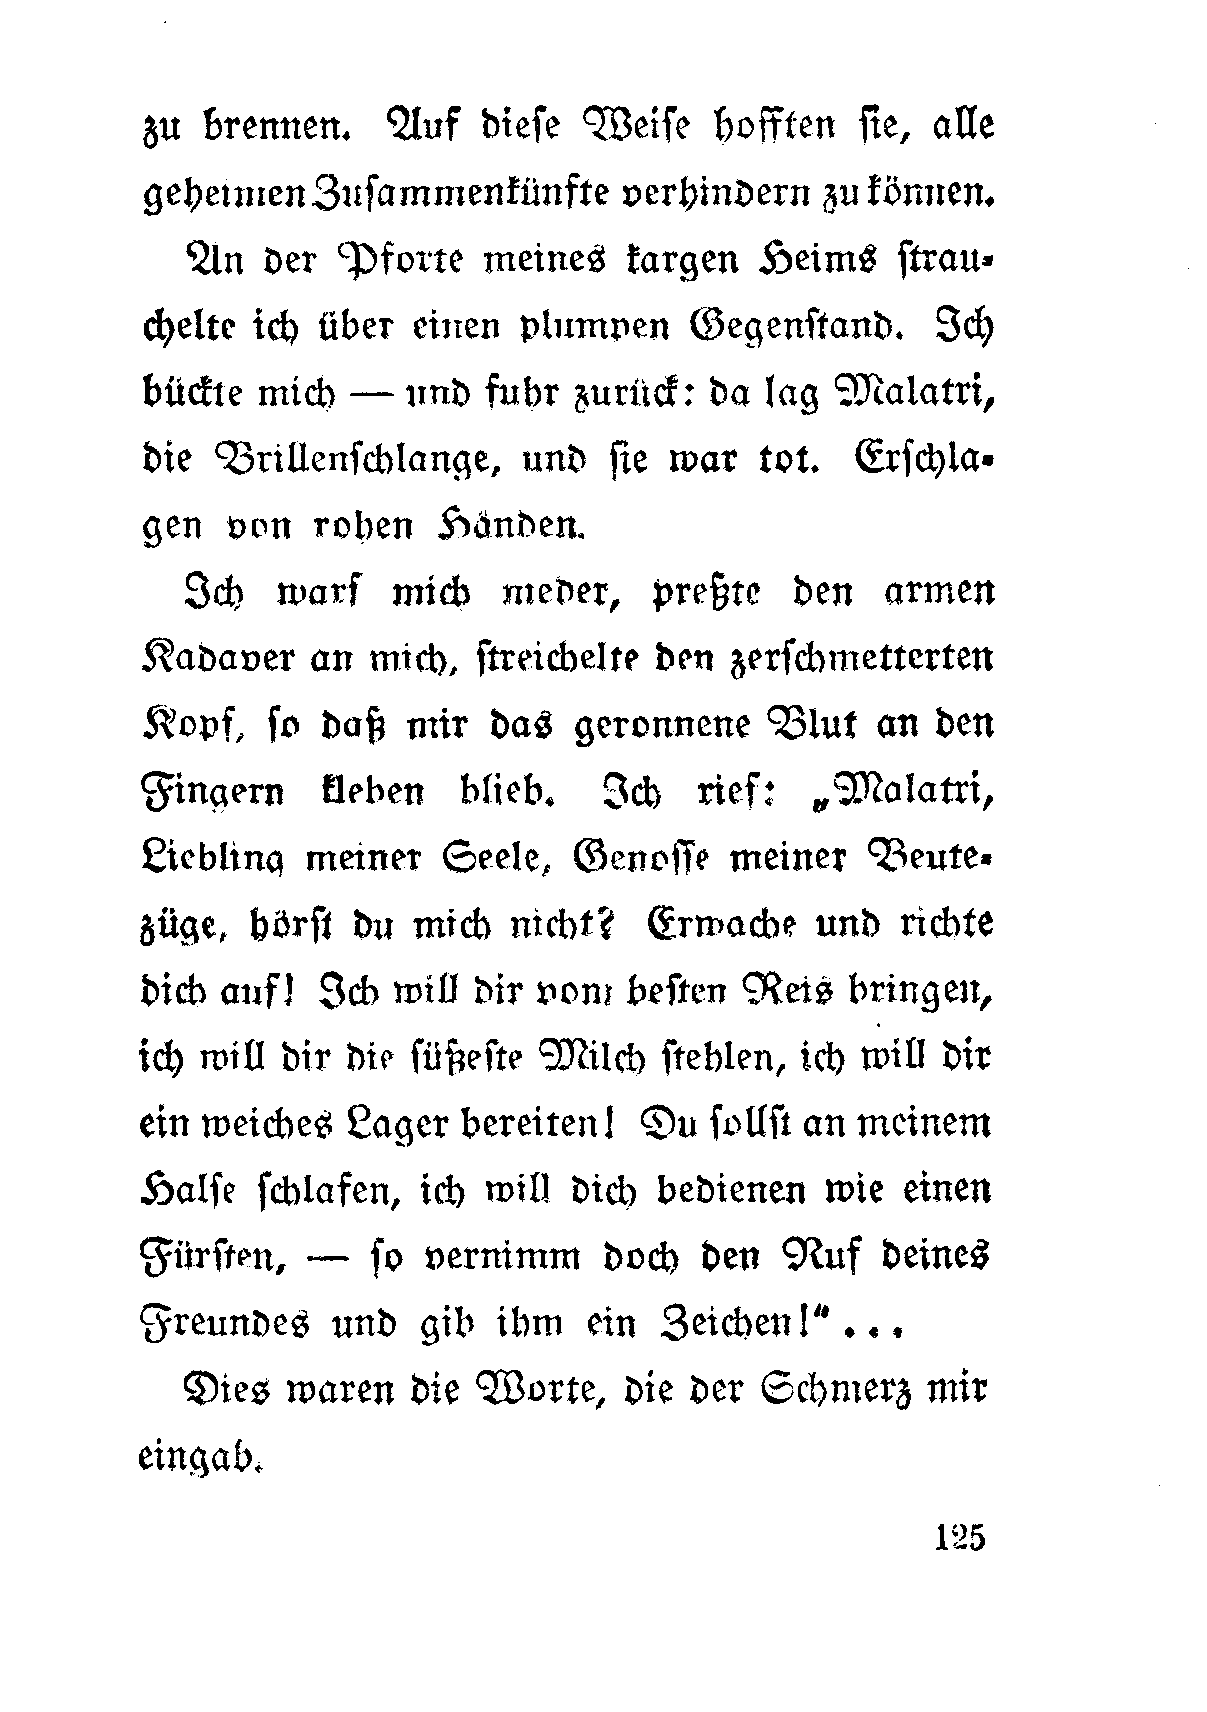 zu brennen. Auf dieſe Weiſe hofften ſie, alle
geheimen Zuſammenkünfte verhindern zu können.
An der Pforte meines kargen Heims ſtrau-
chelte ich über einen plumpen Gegenſtand. Ich
bückte mich — und fuhr zurück: da lag Malatri,
die Brillenſchlange, und ſie war tot. Erſchla-
gen von rohen Händen.
Ich warf mich nieder, preßte den armen
Kadaver an mich, ſtreichelte den zerſchmetterten
Kopf, ſo daß mir das geronnene Blut an den
Fingern kleben blieb. Ich rief: „Malatri,
Liebling meiner Seele, Genoſſe meiner Beute-
züge, hörſt du mich nicht? Erwache und richte
dich auf! Ich will dir vom beſten Reis bringen,
ich will dir die ſüßeſte Milch ſtehlen, ich will dir
ein weiches Lager bereiten! Du ſollſt an meinem
Halſe ſchlafen, ich will dich bedienen wie einen
Fürſten, — ſo vernimm doch den Ruf deines
Freundes und gib ihm ein Zeichen!“ . . .
Dies waren die Worte, die der Schmerz mir
eingab.
125